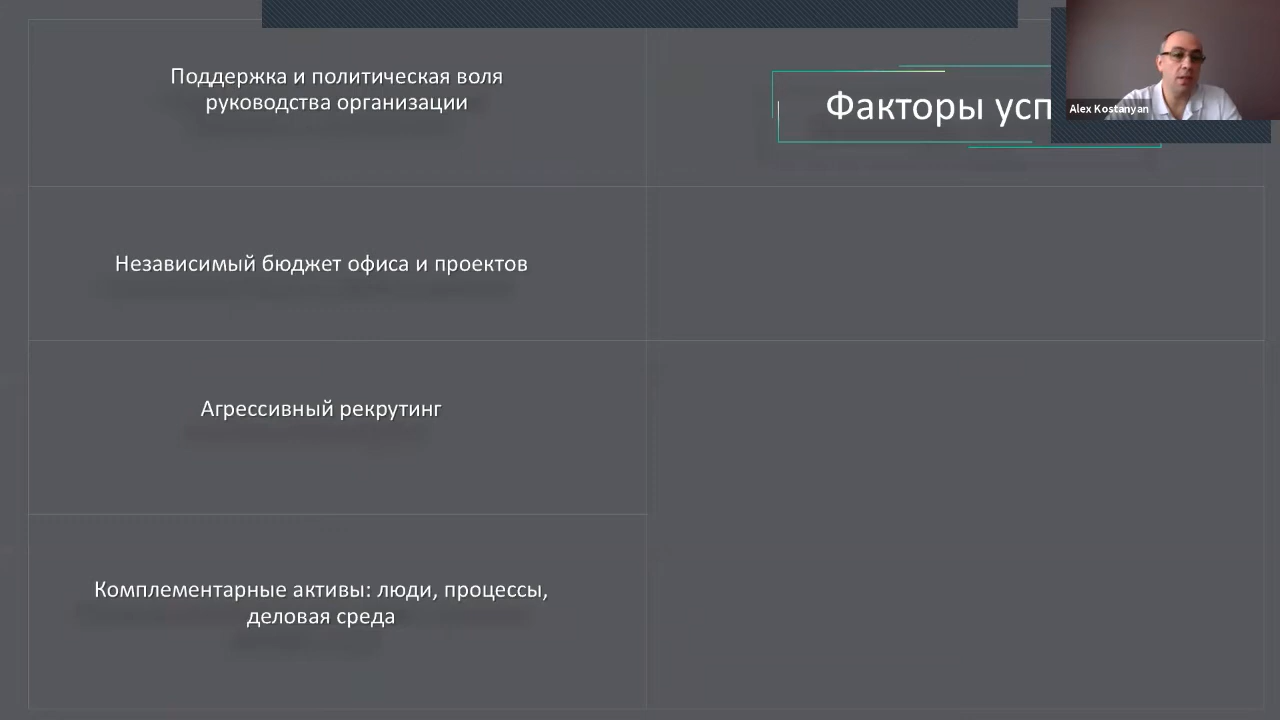 Поддержка и политическая воля
руководства организации
Факторы
Alex Kostanyan
Независимый бюджет офиса и проектов
Агрессивный рекрутинг
Комплементарные активы: люди, процессы,
деловая среда